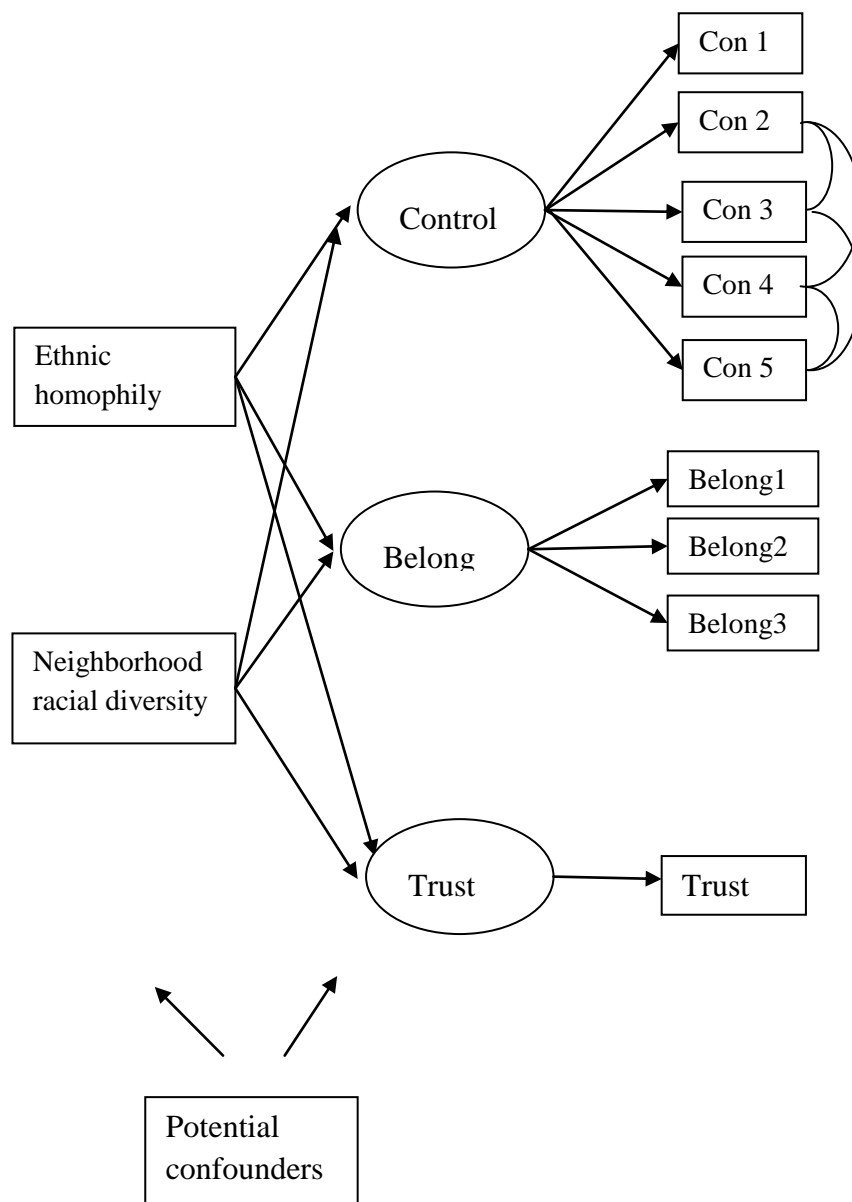 Con 1
Con 2
Control
Con 3
Con 4
Ethnic
homophily
Con 5
Belong1
Belong
Belong2
Belong3
Neighborhood
racial diversity
Trust
Trust
Potential
confounders